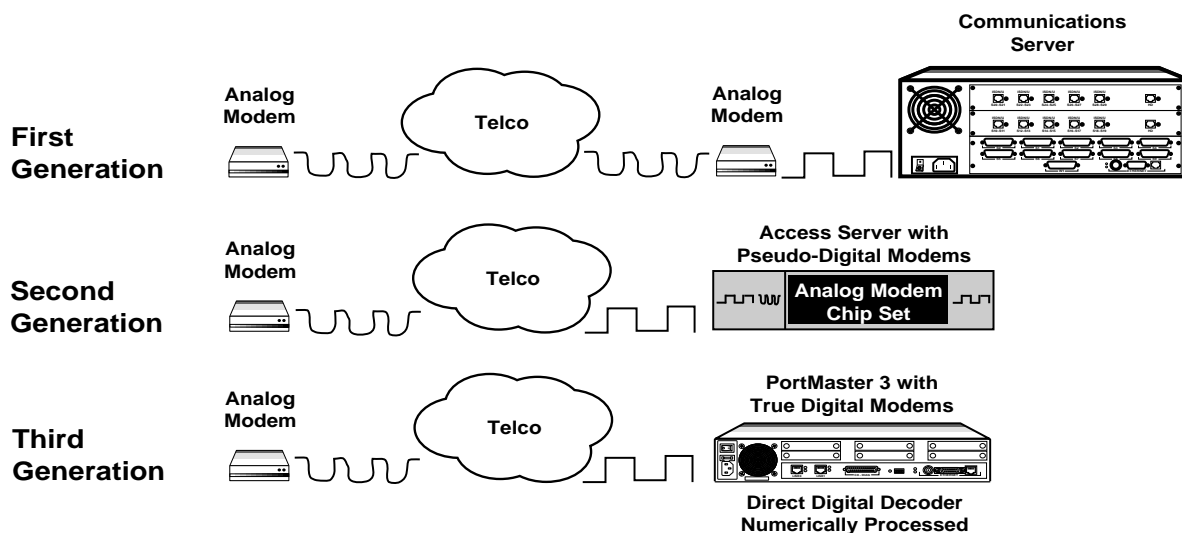 Communications
Server
Analog
Modem
Telco
Analog
Modem
First
Generation
Access Server with
Pseudo-Digital Modems
Analog
Modem
Telco
Second
Generation
Analog Modem
Chip Set
PortMaster 3 with
True Digital Modems
Analog
Modem
Telco
Third
Generation
Direct Digital Decoder
Numerically Processed